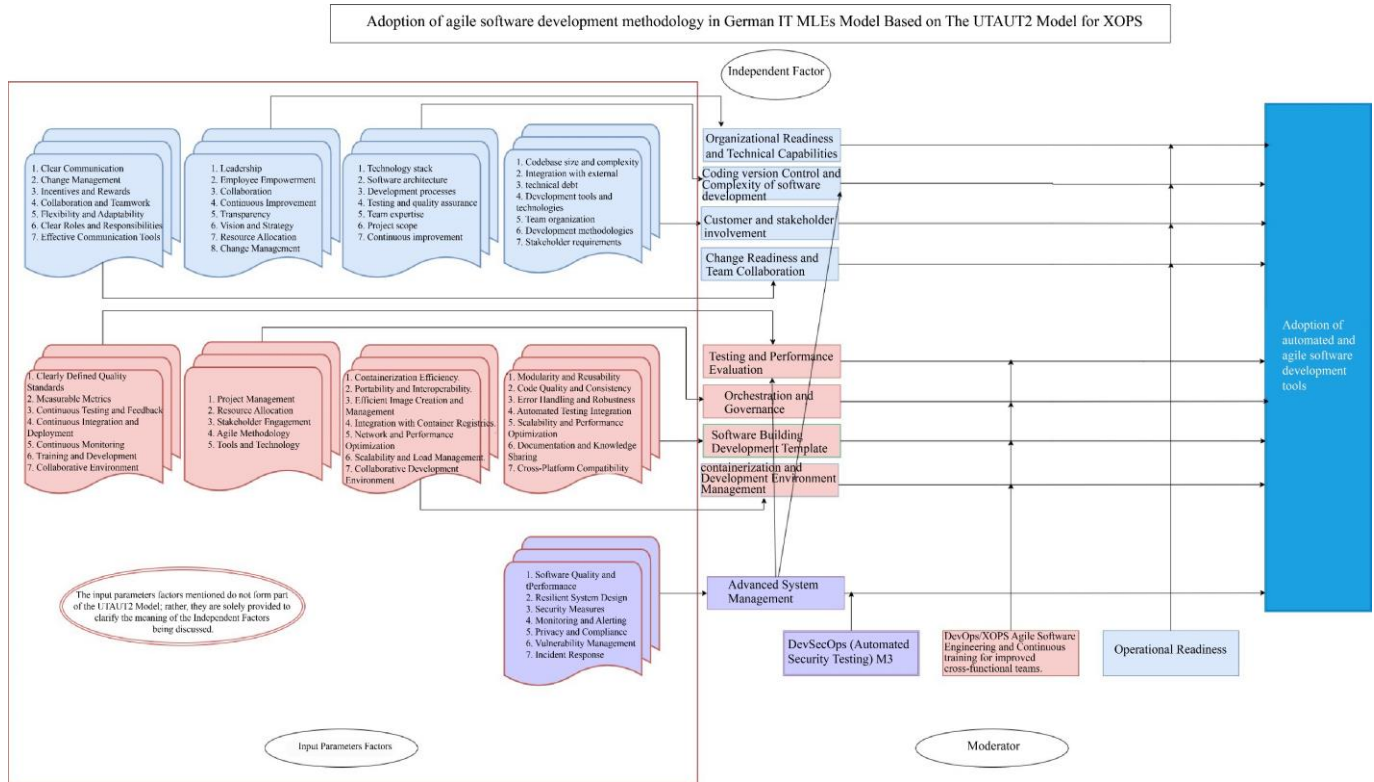 Adoption of agile software development methodology in German IT MLEs Model Based on The UTAUT2 Model for XOPS
Independent Factor
1. Clear Communication
2. Change Management
3. Incentives and Rewards
4. Collaboration and Teamwork
5. Flexibility and Adaptability
6. Clear Roles and Responsibilities
7. Effective Communication Tools
1. Leadership
2. Employee Empowerment
3. Collaboration
4. Continuous Improvement
5. Transparency
6. Vision and Strategy
7. Resource Allocation
8. Change Management
1. Technology stack
2. Software architecture
3. Development processes
4. Testing and quality assurance
5. Team expertise
6. Project scope
7. Continuous improvement
1. Codebase size and complexity
2. Integration with external
3. technical debt
4. Development tools and
technologies
5. Team organization
6. Development methodologies
7. Stakeholder requirements
Organizational Readiness
and Technical Capabilities
Coding version Control and
Complexity of software
development
Customer and stakeholder
involvement
Change Readiness and
Team Collaboration
1. Clearly Defined Quality
Standards
2. Measurable Metrics
3. Continuous Testing and Feedback
4. Continuous Integration and
Deployment
5. Continuous Monitoring
6. Training and Development
7. Collaborative Environment
1. Project Management
2. Resource Allocation
3. Stakeholder Engagement
4. Agile Methodology
5. Tools and Technology
1. Containerization Efficiency.
2. Portability and Interoperability.
3. Efficient Image Creation and
Management
4. Integration with Container Registries.
5. Network and Performance
Optimization
6. Scalability and Load Management.
7. Collaborative Development
Environment
1. Modularity and Reusability
2. Code Quality and Consistency
3. Error Handling and Robustness
4. Automated Testing Integration
5. Scalability and Performance
Optimization
6. Documentation and Knowledge
Sharing
7. Cross-Platform Compatibility
Testing and Performance
Evaluation
Orchestration and
Governance
Software Building
Development Template
containerization and
Development Environment
Management
Adoption of
automated and
agile software
development
tools
The input parameters factors mentioned do not form part
of the UTAUT2 Model; rather, they are solely provided to
clarify the meaning of the Independent Factors
being discussed.
1. Software Quality and
tPerformance
2. Resilient System Design
3. Security Measures
4. Monitoring and Alerting
5. Privacy and Compliance
6. Vulnerability Management
7. Incident Response
Advanced System
Management
DevSecOps (Automated
Security Testing) M3
DevOps/XOPS Agile Software
Engineering and Continuous
training for improved
cross-functional teams.
Operational Readiness
Input Parameters Factors
Moderator